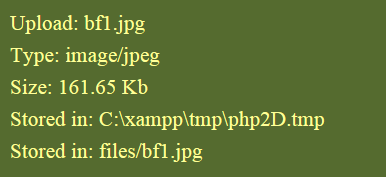 Upload: bf1.jpg
Type: image/jpeg
Size: 161.65 Kb
Stored in: C:\xampp\tmp\php2D.tmp
Stored in: files/bf1.jpg